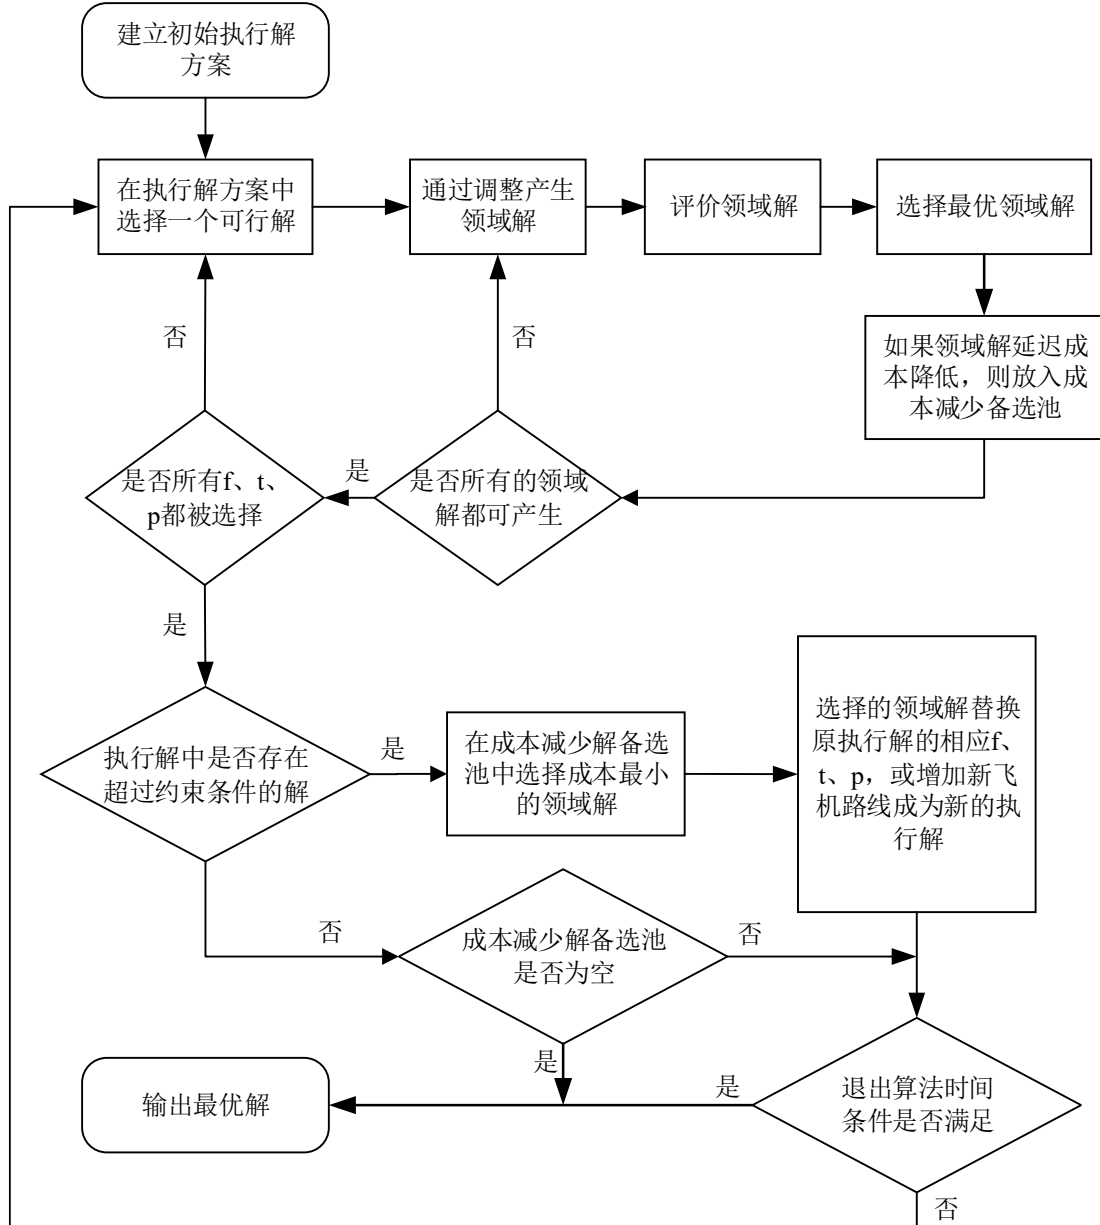 建立初始执行解
方案
在执行解方案中
选择一个可行解
通过调整产生
领域解
评价领域解
选择最优领域解
如果领域解延迟成
本降低，则放入成
本减少备选池
否
否
是否所有f、t、
p都被选择
是
是否所有的领域
解都可产生
是
执行解中是否存在
超过约束条件的解
是
在成本减少解备选
池中选择成本最小
的领域解
选择的领域解替换
原执行解的相应f、
t、p，或增加新飞
机路线成为新的执
行解
否
成本减少解备选池
是否为空
否
是
输出最优解
是
退出算法时间
条件是否满足
否